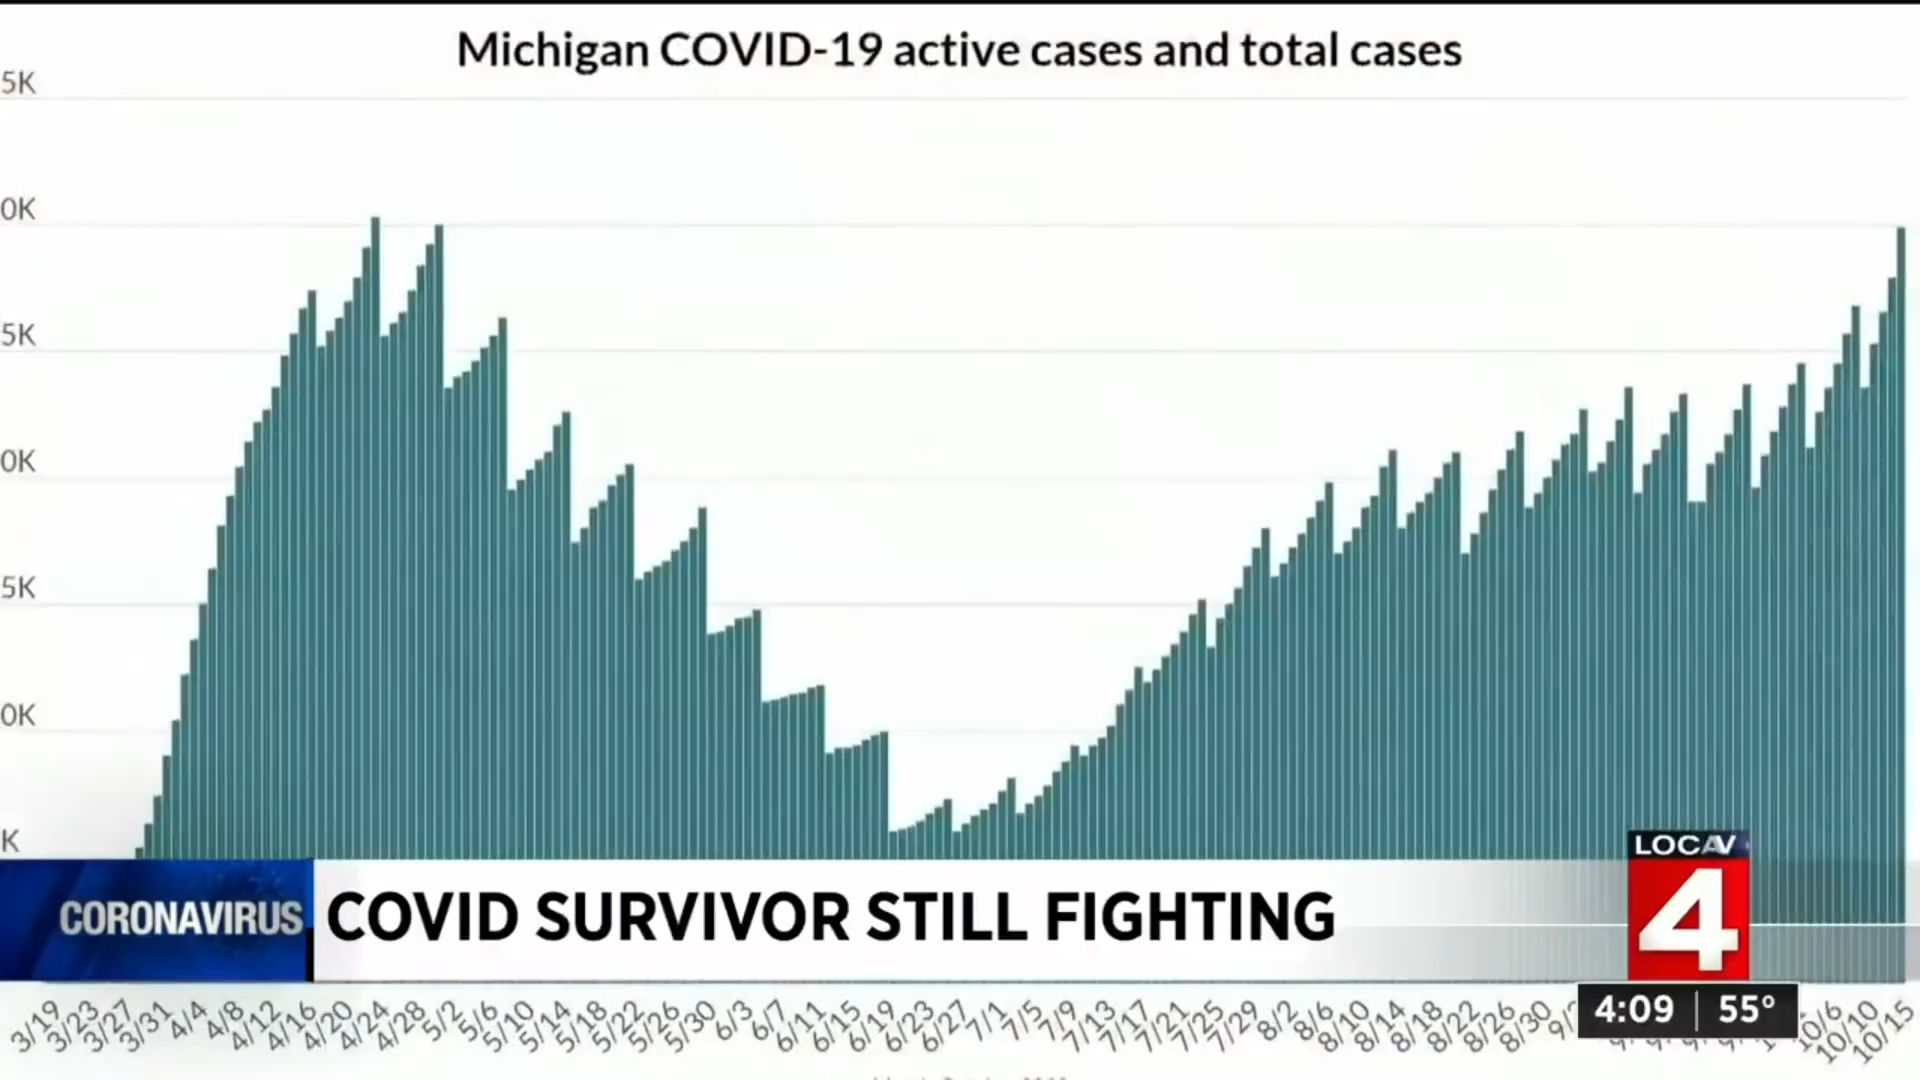 Michigan COVID-19 active cases and total cases
5K
0K
5K
0K
5K
0K
K
LOCAL
4
CORONAVIRUS
COVID SURVIVOR STILL FIGHTING
4:09 55°
3/19 3/23 3/27 3/31 4/4 4/8 4/12 4/16 4/20 4/24 4/28 5/2 5/6 5/10 5/14 5/18 5/22 5/26 5/30 6/3 6/7 6/11 6/15 6/19 6/23 6/27 7/1 7/5 7/9 7/13 7/17 7/21 7/25 7/29 8/2 8/6 8/10 8/14 8/18 8/22 8/26 8/30 10/6 10/10 10/15